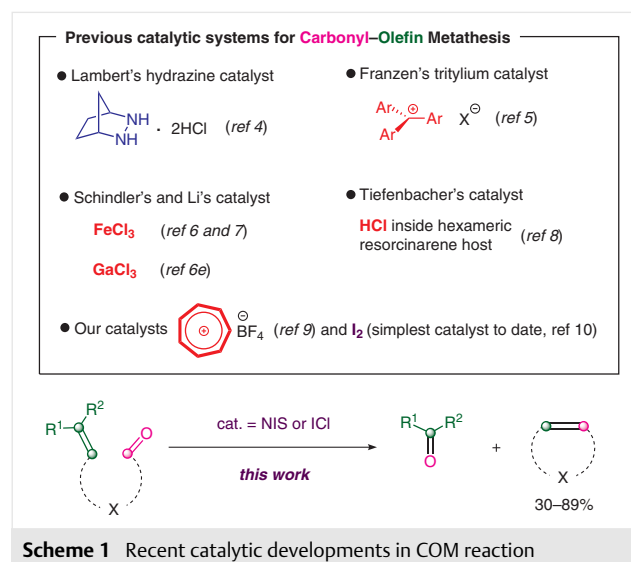 Previous catalytic systems for Carbonyl–Olefin Metathesis
● Lambert's hydrazine catalyst
NH
NH
· 2HCl (ref 4)
● Franzen's tritylium catalyst
Ar
Ar
Ar
⊕
X⊖
(ref 5)
● Schindler's and Li's catalyst
FeCl3 (ref 6 and 7)
GaCl3 (ref 6e)
● Tiefenbacher's catalyst
HCl inside hexameric
resorcinarene host
(ref 8)
● Our catalysts ⊕ ⊖ BF4 (ref 9) and I2 (simplest catalyst to date, ref 10)
R1
R2
O
X
cat. = NIS or ICl
this work
R1
R2
O
+
X
30–89%
Scheme 1 Recent catalytic developments in COM reaction